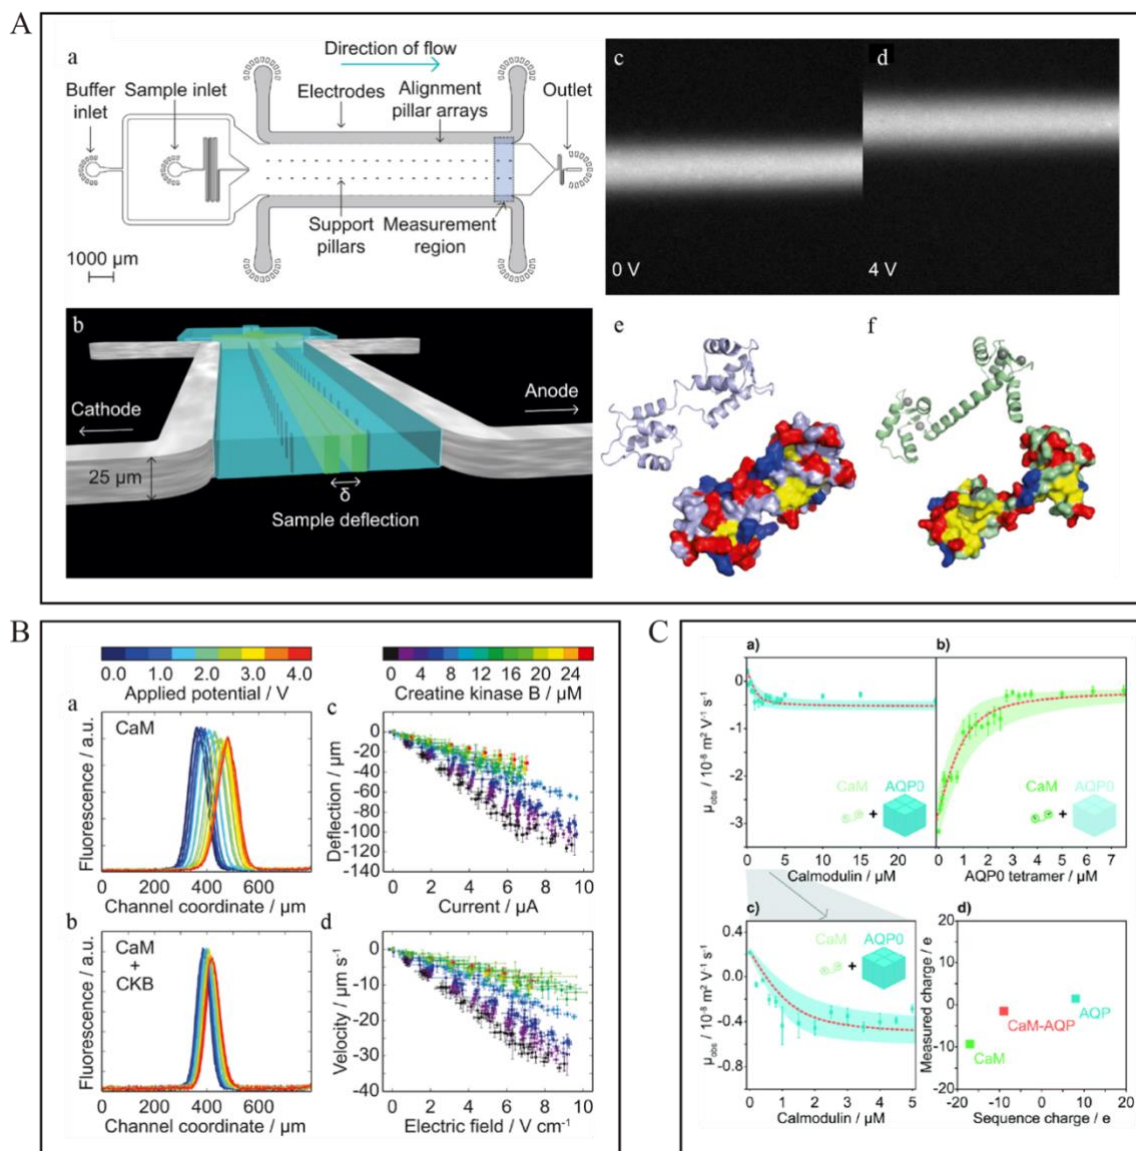 A
a
Direction of flow
Buffer
inlet
Sample inlet
Electrodes
Alignment
pillar arrays
Outlet
Support
pillars
Measurement
region
1000 µm
b
Cathode
Anode
25 µm
δ
Sample deflection
c
0 V
d
4 V
e
f
B
0.0 1.0 2.0 3.0 4.0
Applied potential / V
0 4 8 12 16 20 24
Creatine kinase B / µM
a
CaM
Fluorescence / a.u.
0 200 400 600 800
Channel coordinate / µm
c
Deflection / µm
0
-20
-40
-60
-80
-100
-120
-140
0 2 4 6 8 10
Current / µA
b
CaM
+
CKB
Fluorescence / a.u.
0 200 400 600 800
Channel coordinate / µm
d
Velocity / µm s⁻¹
0
-10
-20
-30
-40
0 2 4 6 8 10
Electric field / V cm⁻¹
C
a)
µobs / 10⁻⁸ m² V⁻¹ s⁻¹
0
-1
-2
-3
CaM AQP0
+
0 5 10 15 20
Calmodulin / µM
b)
CaM AQP0
+
0 1 2 3 4 5 6 7
AQP0 tetramer / µM
c)
µobs / 10⁻⁸ m² V⁻¹ s⁻¹
0.4
0.0
-0.4
-0.8
CaM AQP0
+
0 1 2 3 4 5
Calmodulin / µM
d)
Measured charge / e
20
10
0
-10
-20
AQP
CaM-AQP
CaM
-20 -10 0 10 20
Sequence charge / e